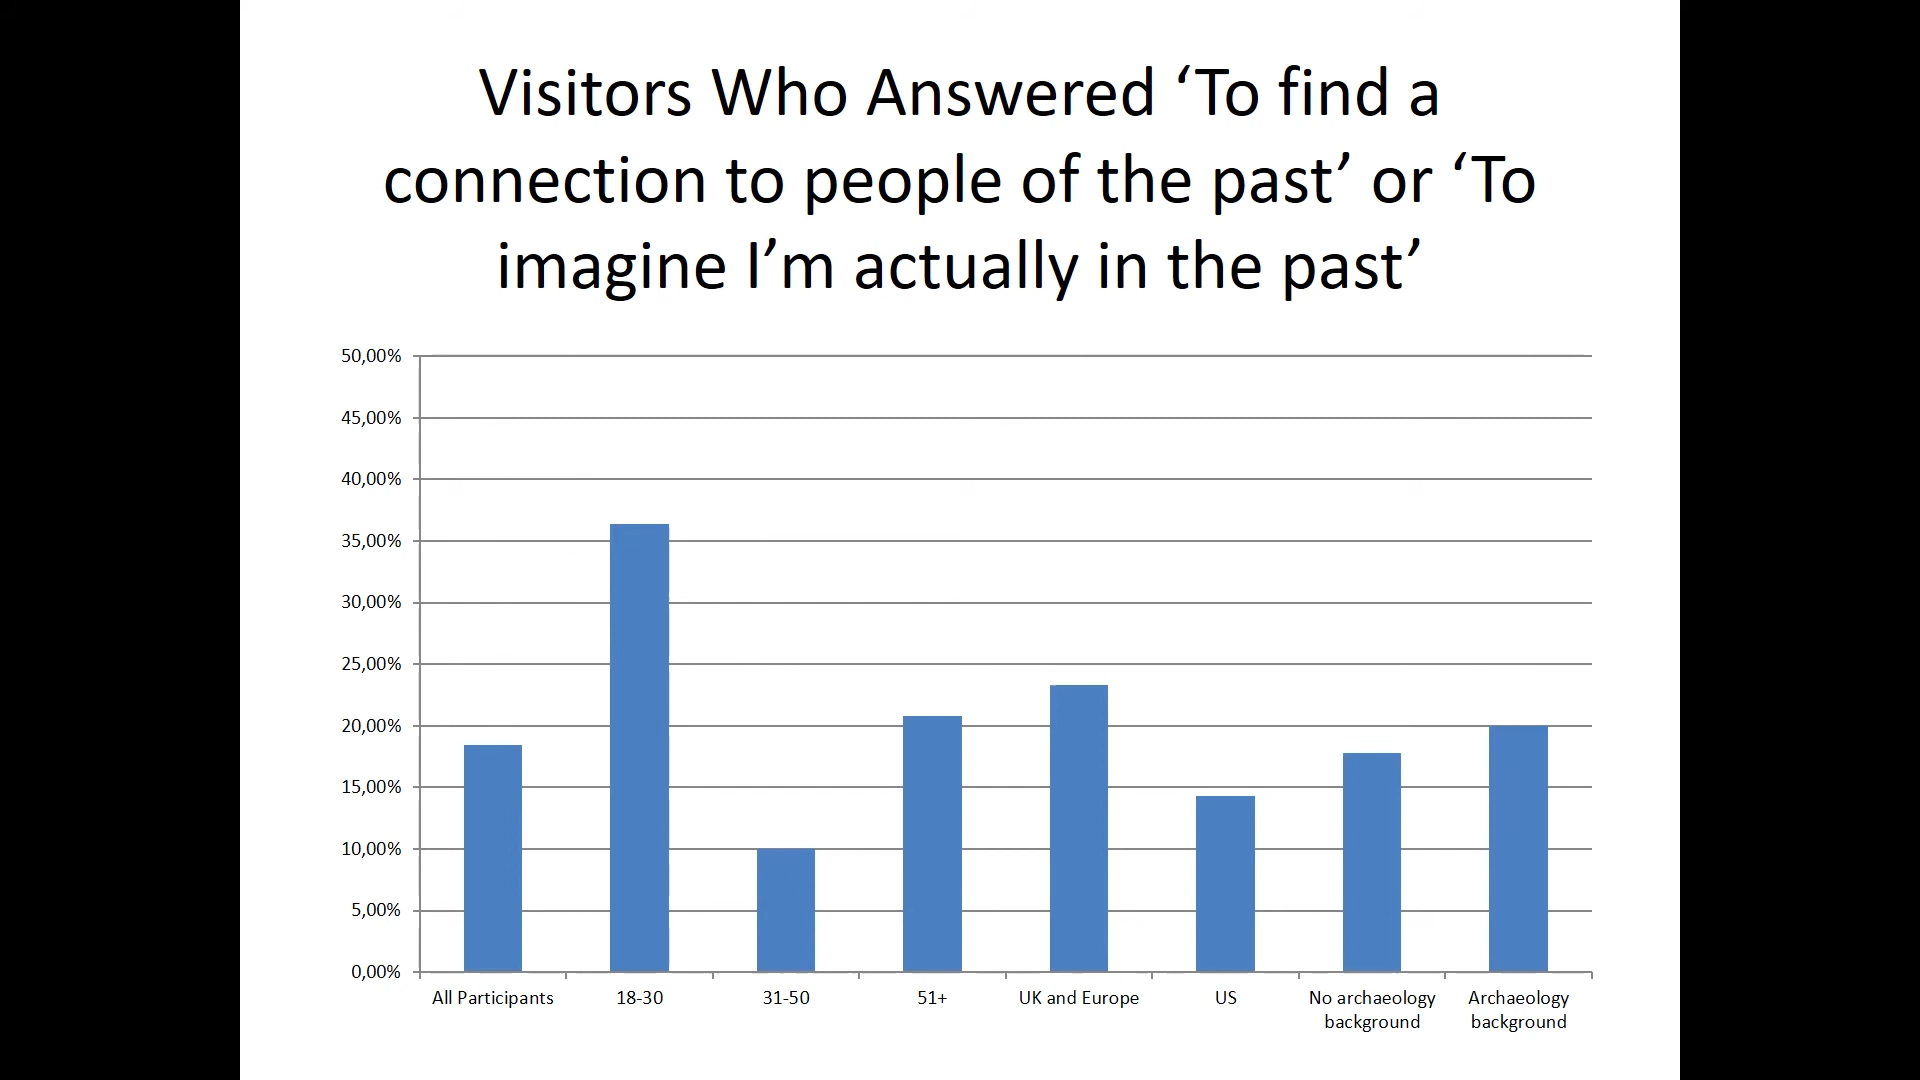 Visitors Who Answered ‘To find a
connection to people of the past’ or ‘To
imagine I’m actually in the past’
50,00%
45,00%
40,00%
35,00%
30,00%
25,00%
20,00%
15,00%
10,00%
5,00%
0,00%
All Participants
18-30
31-50
51+
UK and Europe
US
No archaeology
background
Archaeology
background